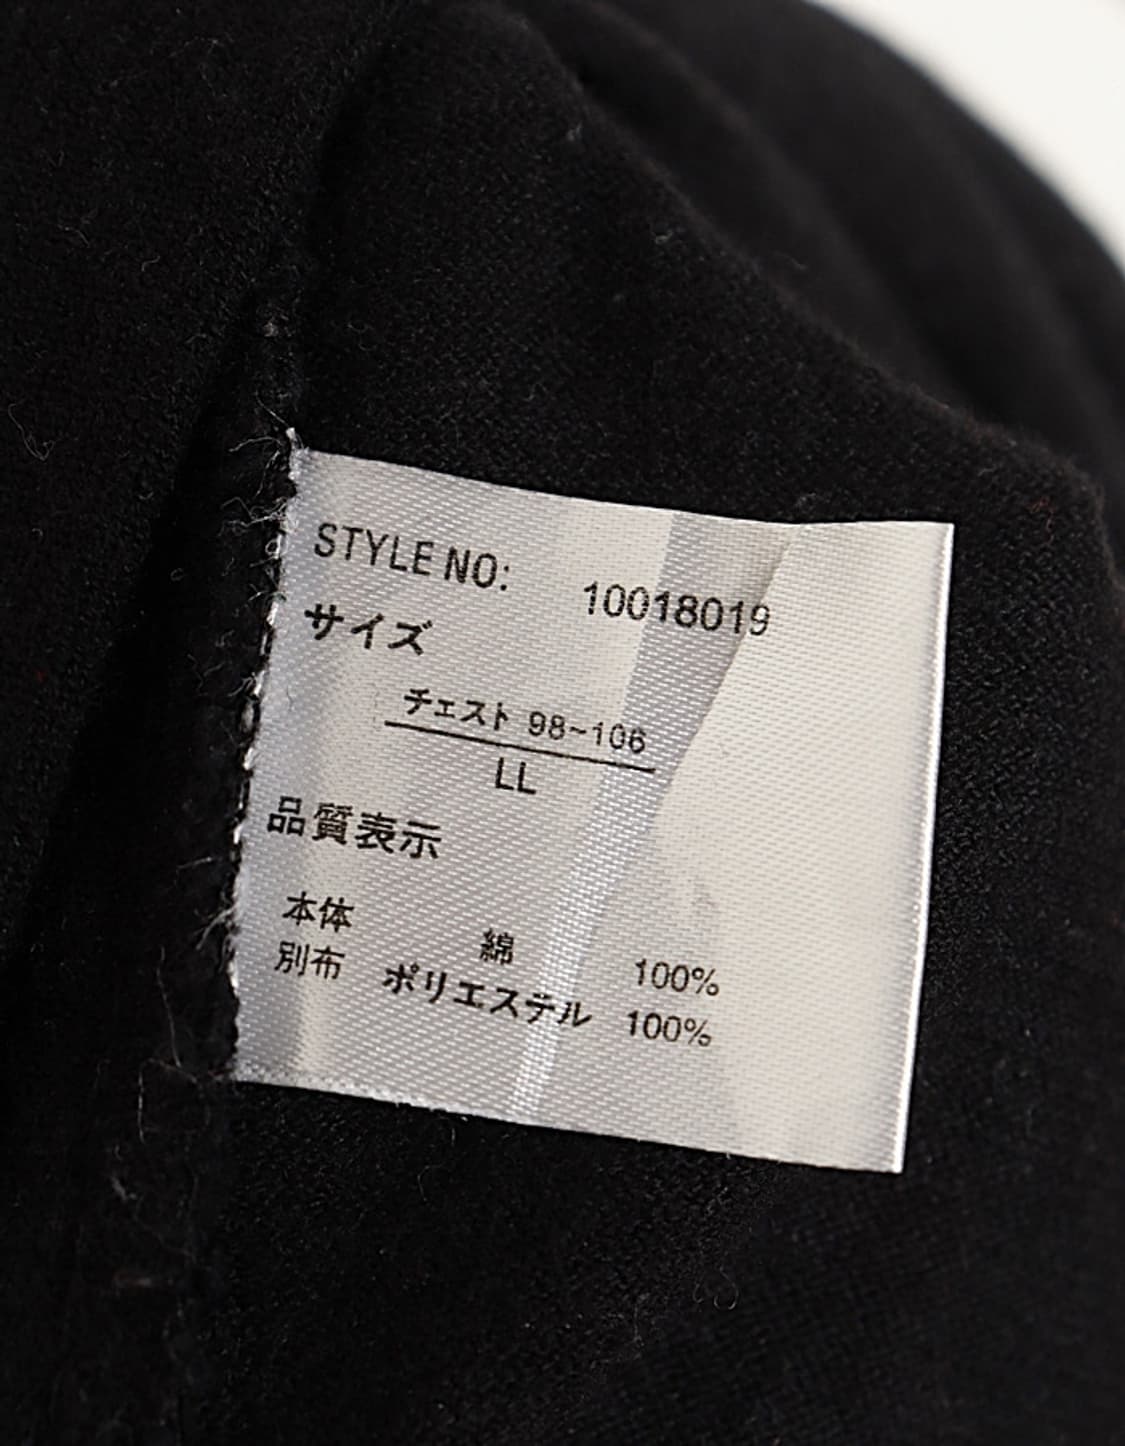 STYLE NO: 10018019
サイズ
チェスト 98~106
LL
品質表示
本体 綿 100%
別布 ポリエステル 100%